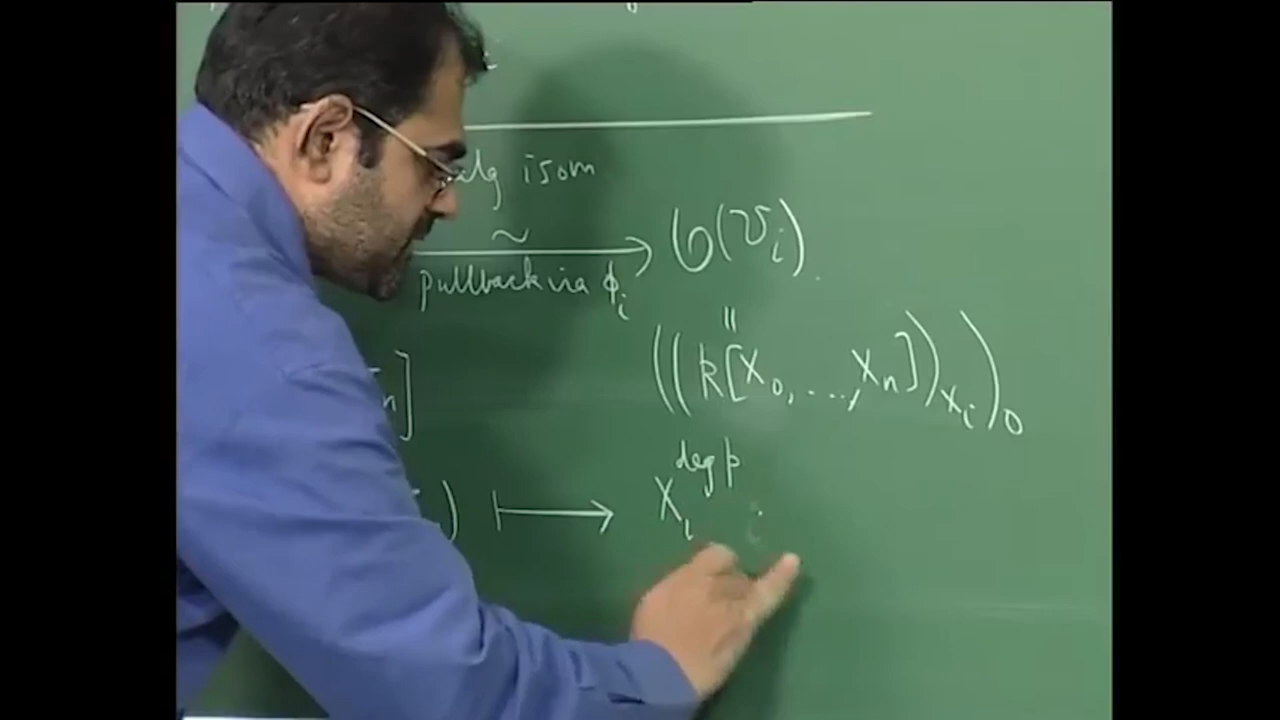 alg isom
~
pullback via ϕ_i → O(U_i).
"
n] ((k[X_0, ..., X_n])_{X_i})_0
) ↦ X_i^{deg p}